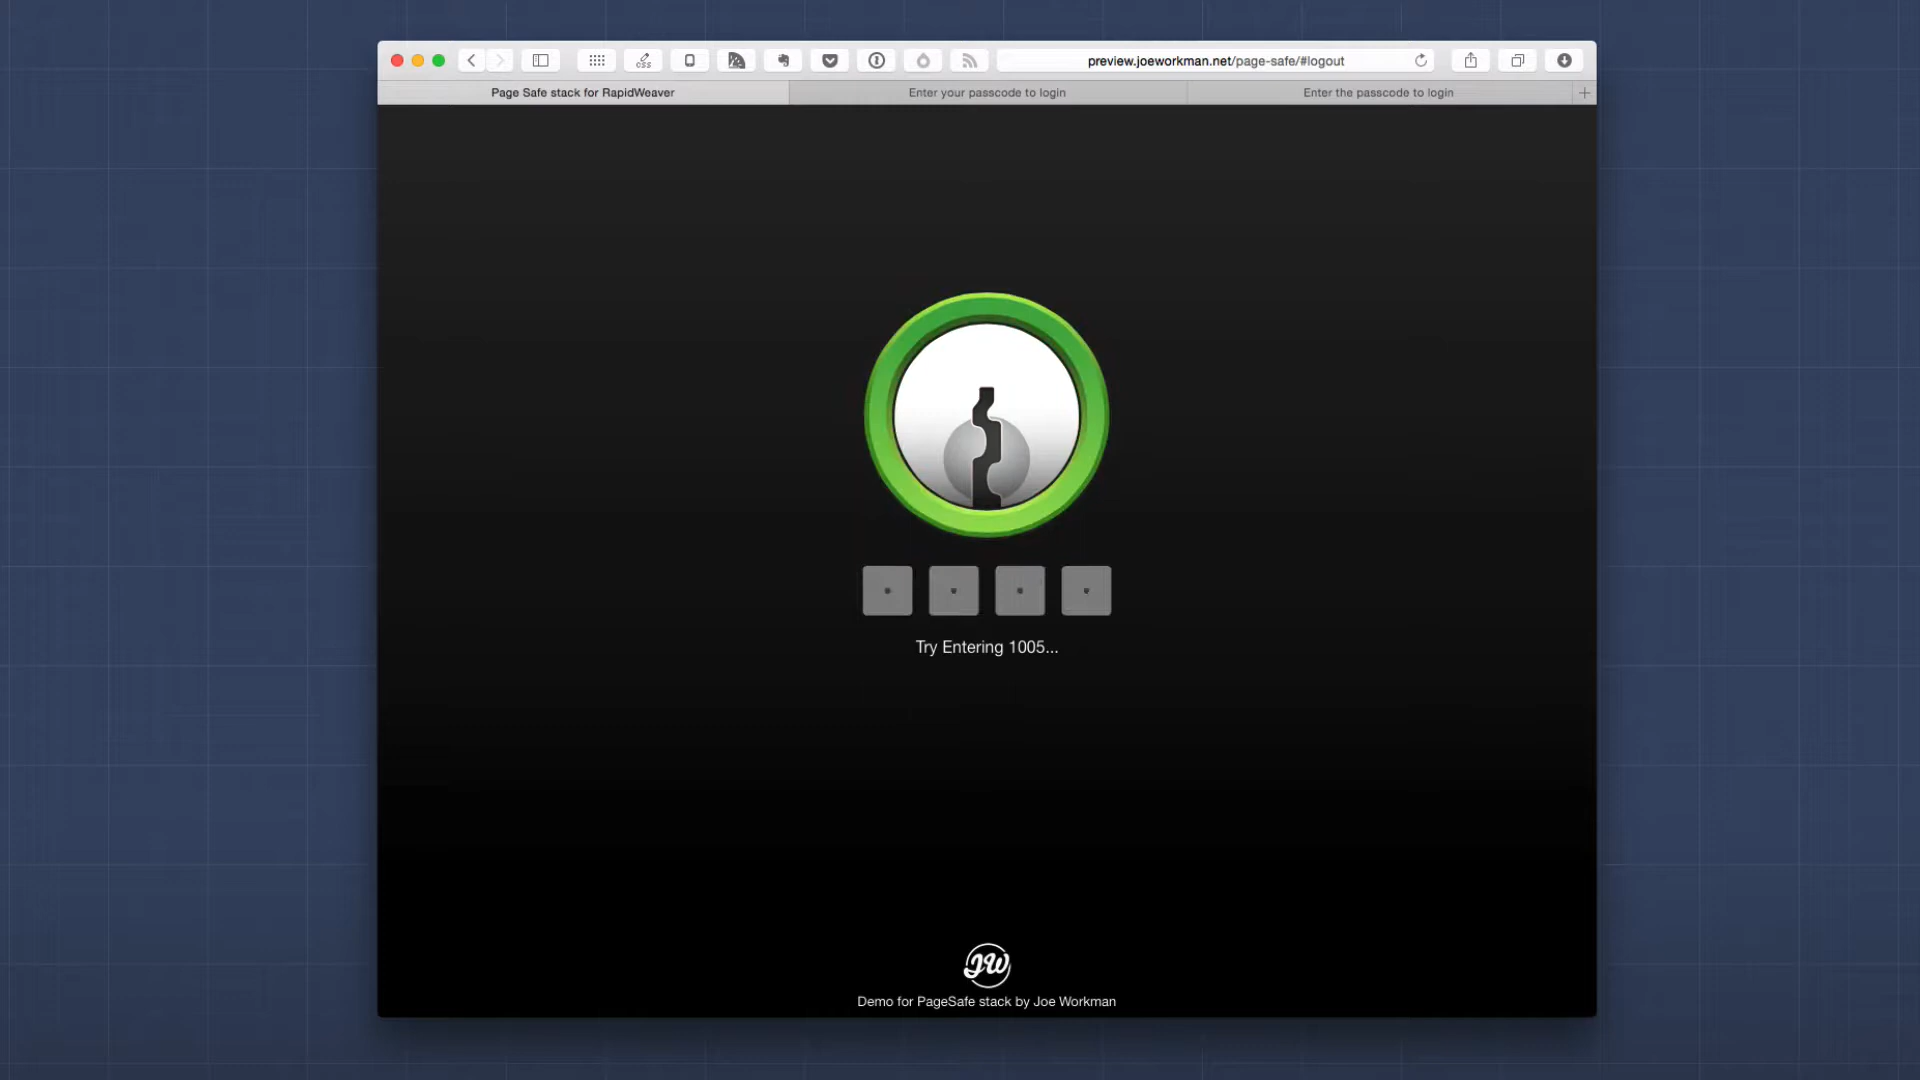 css
preview.joeworkman.net/page-safe/#logout
Page Safe stack for RapidWeaver
Enter your passcode to login
Enter the passcode to login
Try Entering 1005...
JW
Demo for PageSafe stack by Joe Workman